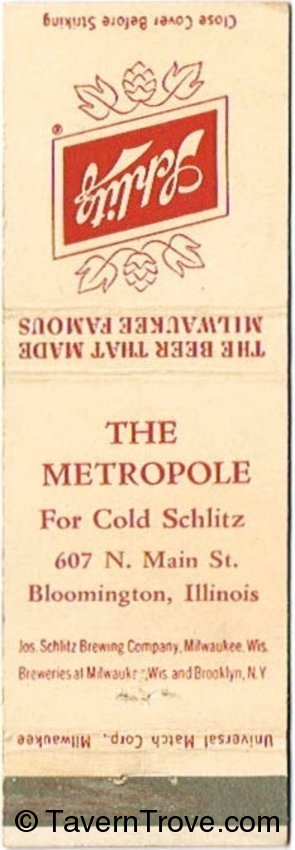 Close Cover Before Striking
Schlitz
®
THE BEER THAT MADE
MILWAUKEE FAMOUS
THE
METROPOLE
For Cold Schlitz
607 N. Main St.
Bloomington, Illinois
Jos. Schlitz Brewing Company, Milwaukee, Wis.
Breweries at Milwaukee, Wis. and Brooklyn, N.Y
Universal Match Corp., Milwaukee
© TavernTrove.com